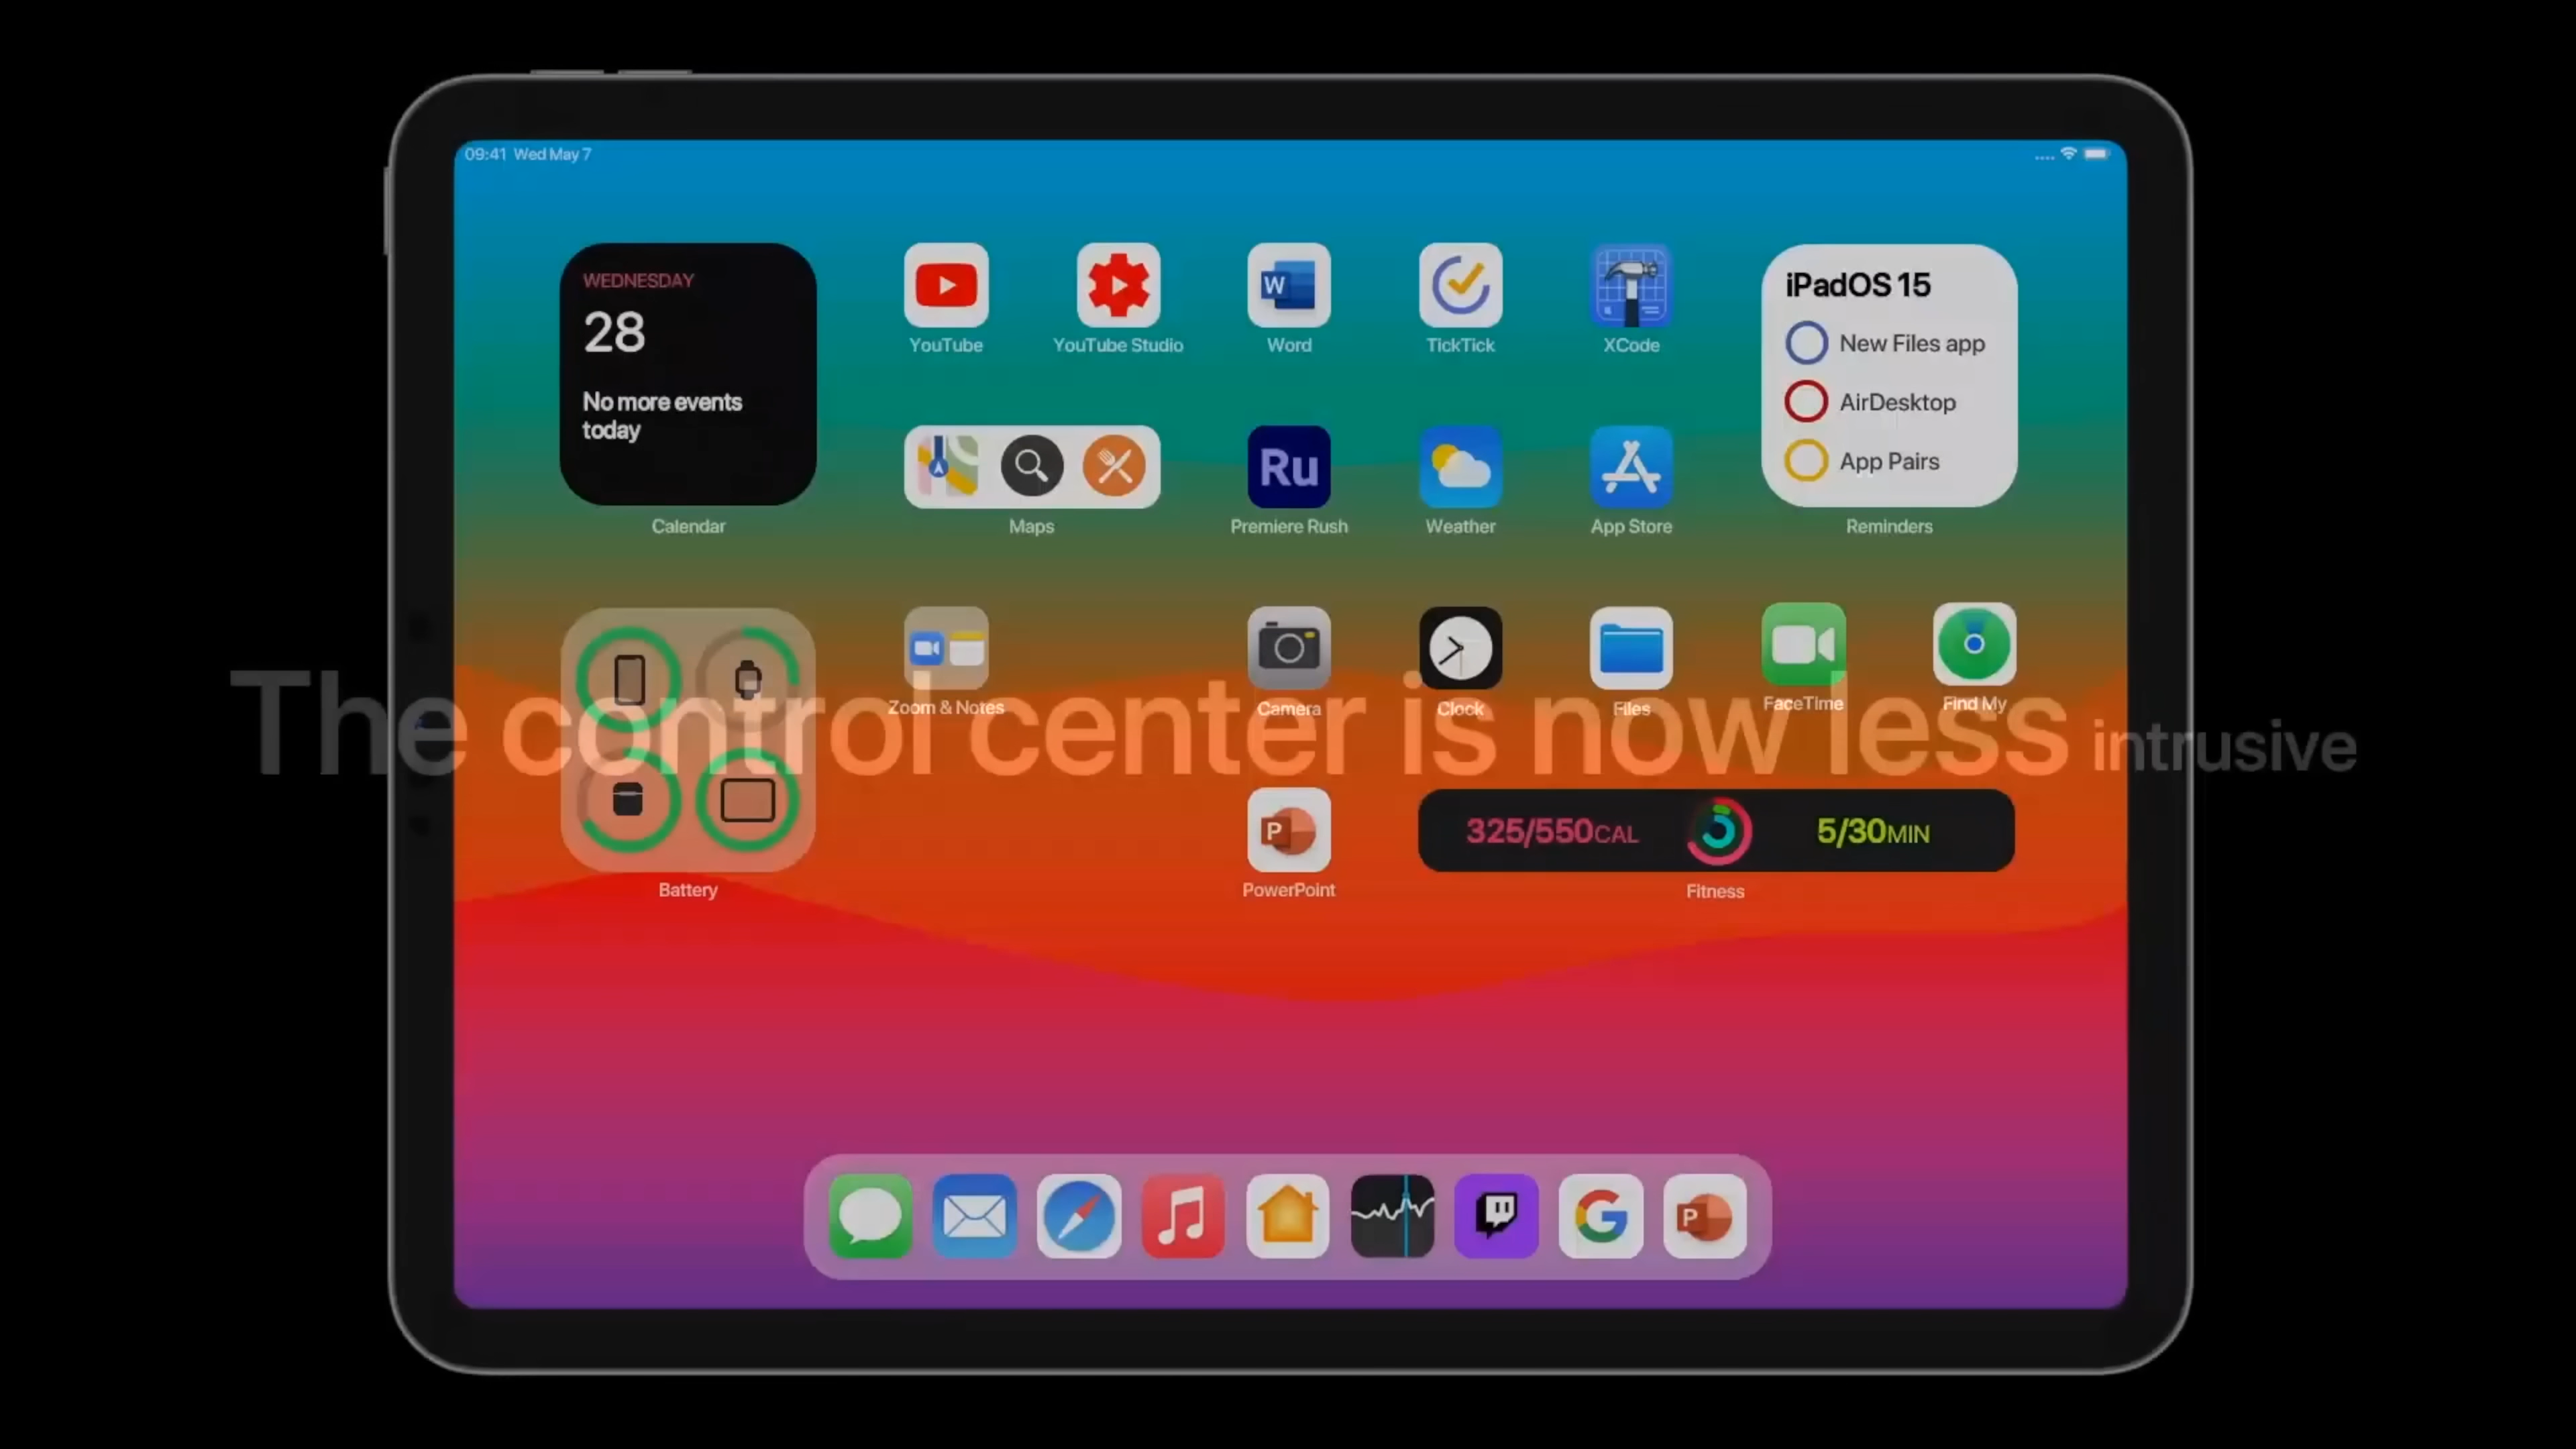 09:41 Wed May 7
WEDNESDAY
28
No more events
today
Calendar
YouTube
YouTube Studio
Word
TickTick
XCode
iPadOS 15
New Files app
AirDesktop
App Pairs
Reminders
Maps
Ru
Premiere Rush
Weather
App Store
Zoom & Notes
Camera
Clock
Files
FaceTime
Find My
The control center is now less intrusive
Battery
P
PowerPoint
325/550CAL
5/30MIN
Fitness
G
P